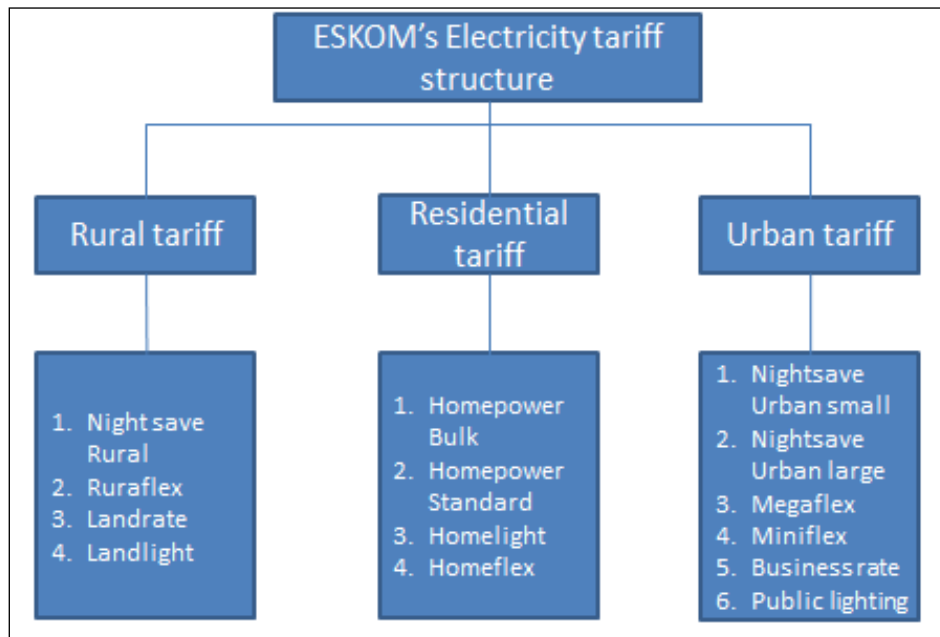 ESKOM's Electricity tariff
structure
Rural tariff
Residential
tariff
Urban tariff
1. Night save
Rural
2. Ruraflex
3. Landrate
4. Landlight
1. Homepower
Bulk
2. Homepower
Standard
3. Homelight
4. Homeflex
1. Nightsave
Urban small
2. Nightsave
Urban large
3. Megaflex
4. Miniflex
5. Business rate
6. Public lighting